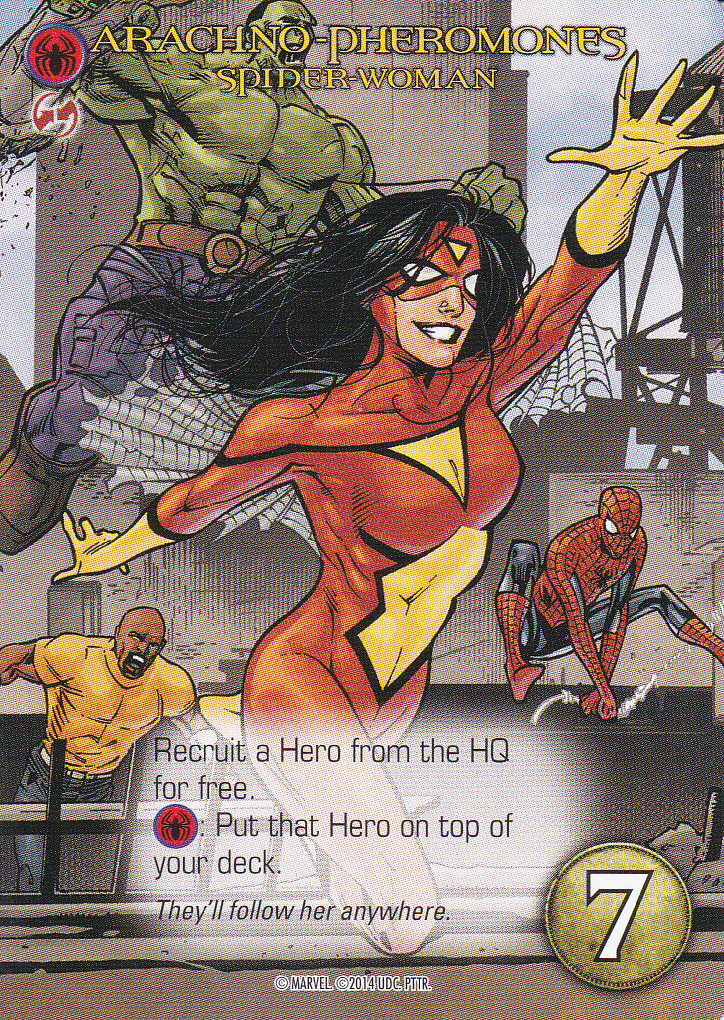 ARACHNO-PHEROMONES
SPIDER-WOMAN
Recruit a Hero from the HQ
for free.
: Put that Hero on top of
your deck.
They'll follow her anywhere.
7
© MARVEL ©2014 UDC. PTTR.